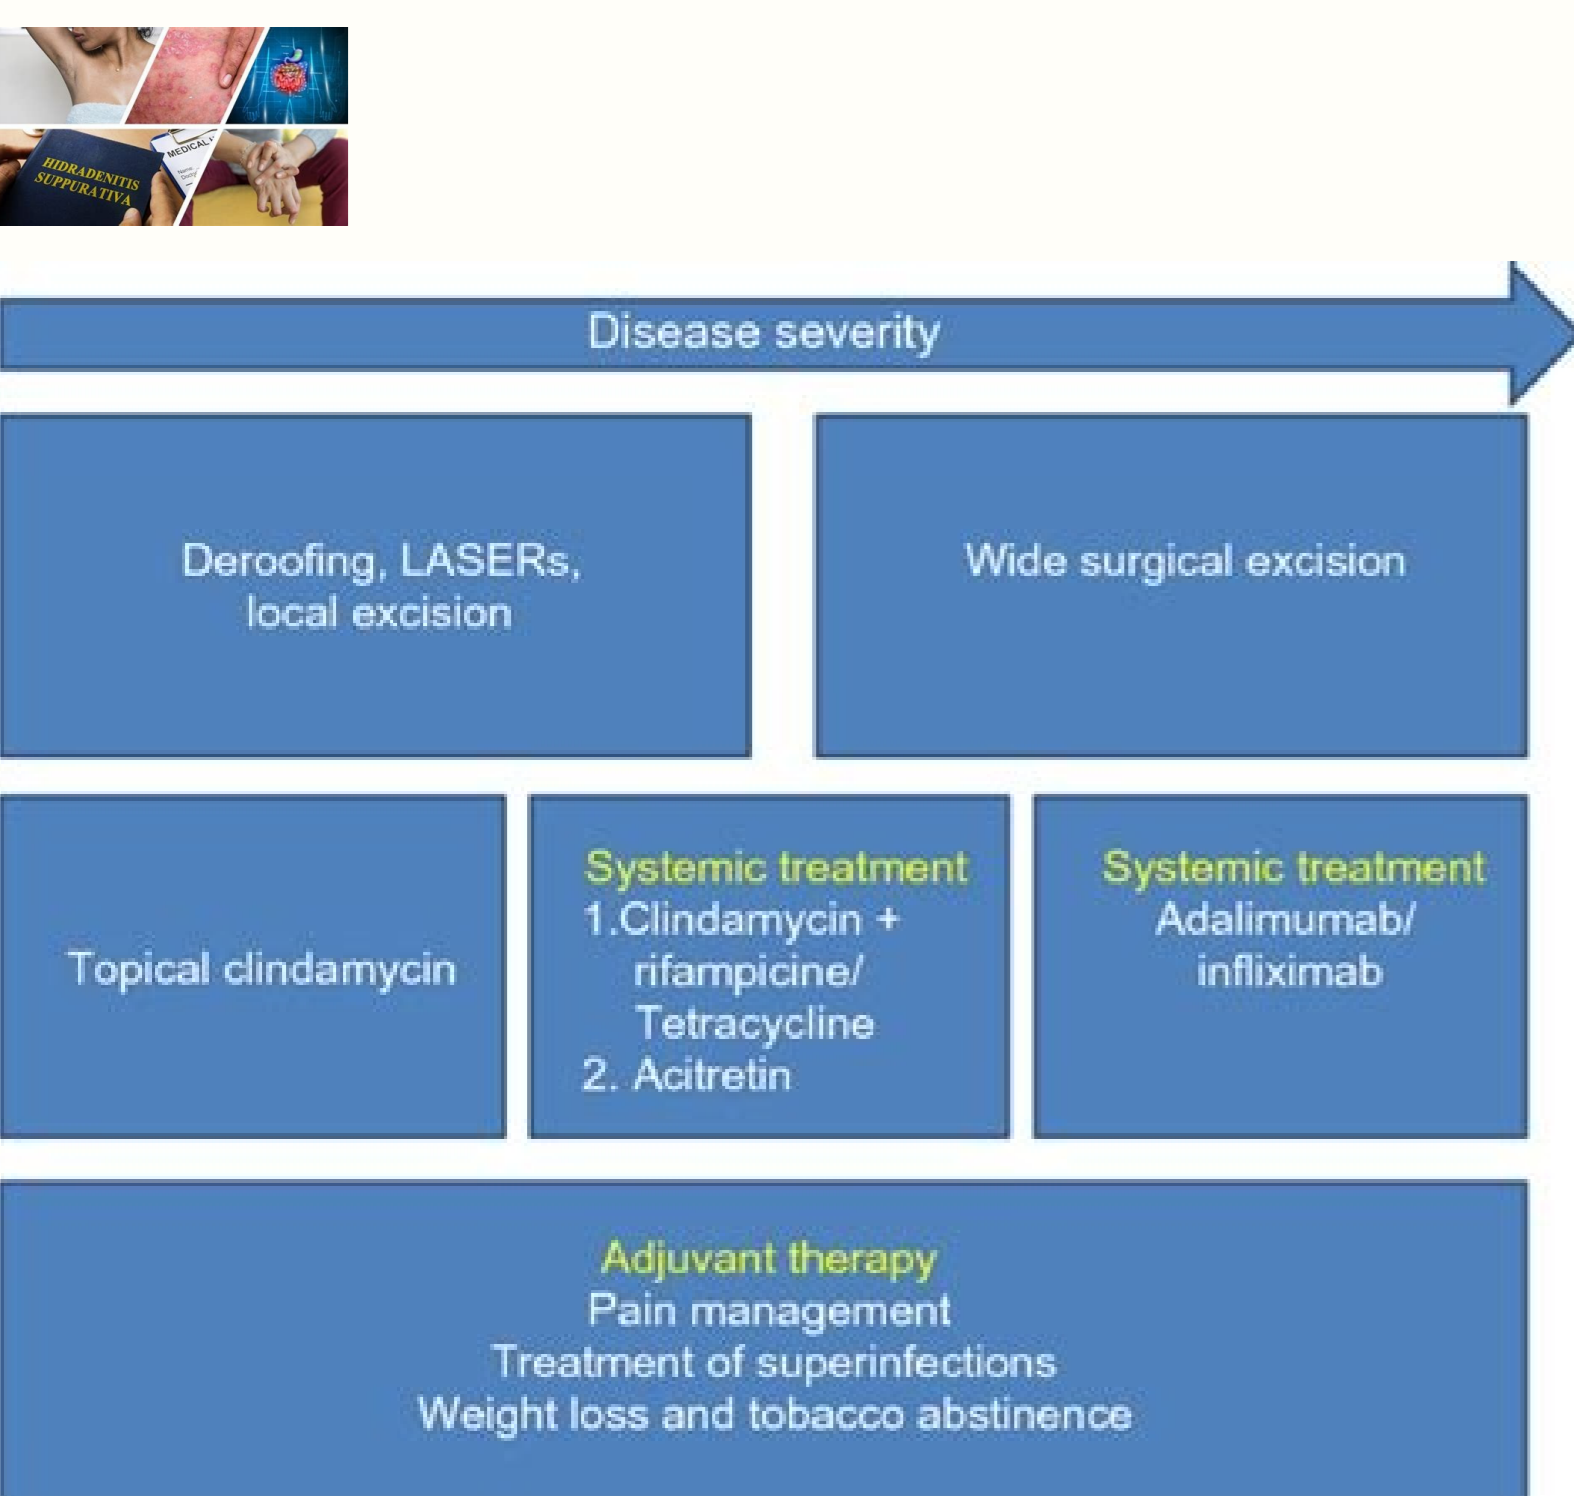 HIDRADENITIS
SUPPURATIVA
MEDICAL
Disease severity
Deroofing, LASERs,
local excision
Wide surgical excision
Topical clindamycin
Systemic treatment
1.Clindamycin +
rifampicine/
Tetracycline
2. Acitretin
Systemic treatment
Adalimumab/
infliximab
Adjuvant therapy
Pain management
Treatment of superinfections
Weight loss and tobacco abstinence